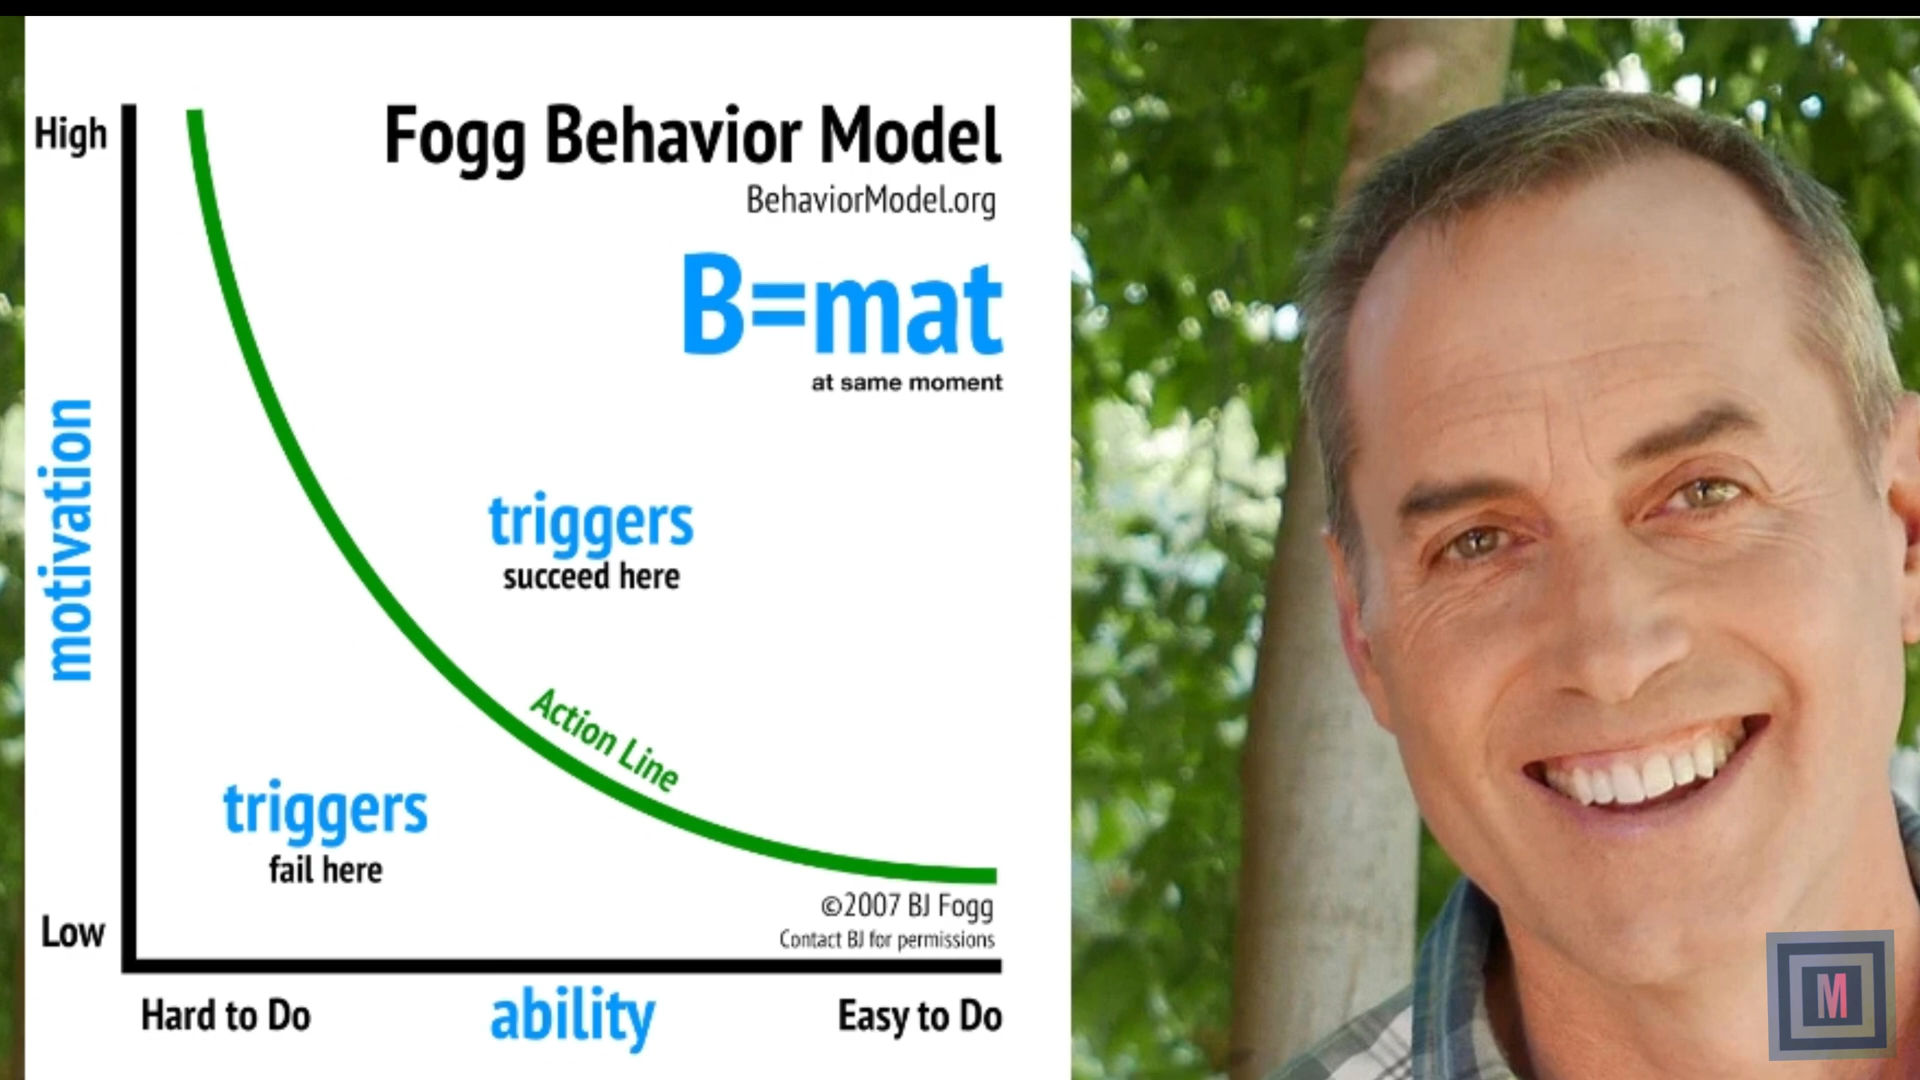 Fogg Behavior Model
BehaviorModel.org
B=mat
at same moment
High
motivation
Low
triggers
succeed here
Action Line
triggers
fail here
©2007 BJ Fogg
Contact BJ for permissions
Hard to Do
ability
Easy to Do
M